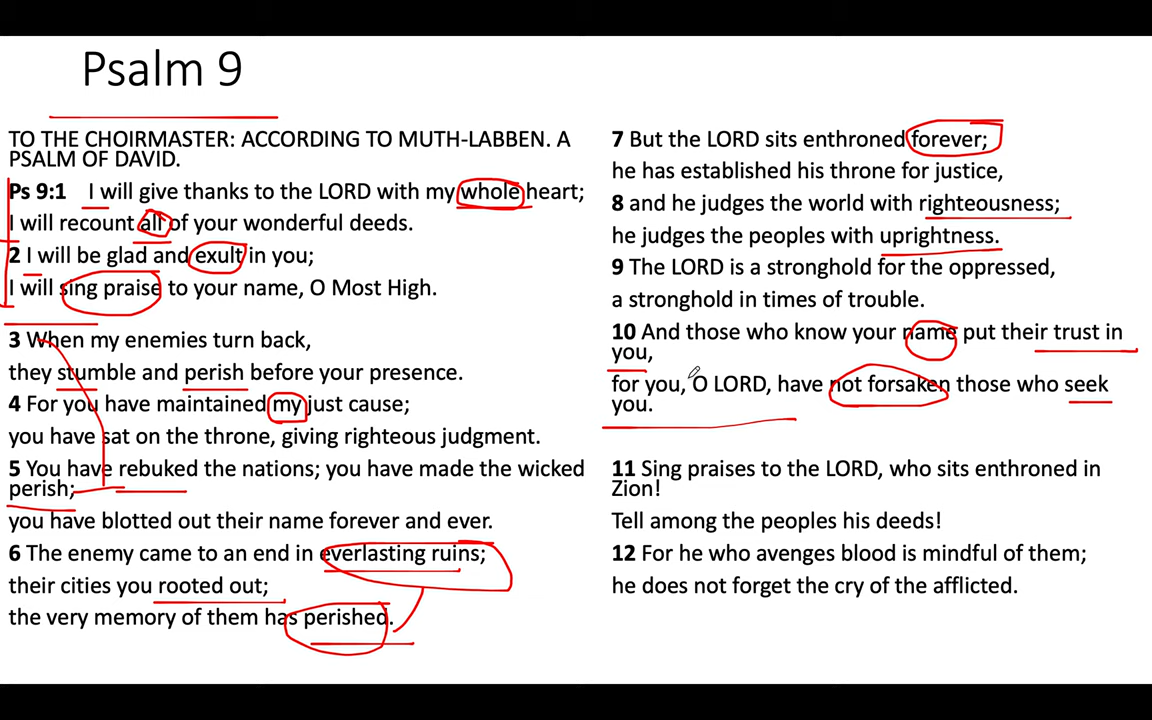 Psalm 9
TO THE CHOIRMASTER: ACCORDING TO MUTH-LABBEN. A
PSALM OF DAVID.
Ps 9:1 I will give thanks to the LORD with my whole heart;
I will recount all of your wonderful deeds.
2 I will be glad and exult in you;
I will sing praise to your name, O Most High.
3 When my enemies turn back,
they stumble and perish before your presence.
4 For you have maintained my just cause;
you have sat on the throne, giving righteous judgment.
5 You have rebuked the nations; you have made the wicked
perish;
you have blotted out their name forever and ever.
6 The enemy came to an end in everlasting ruins;
their cities you rooted out;
the very memory of them has perished.
7 But the LORD sits enthroned forever;
he has established his throne for justice,
8 and he judges the world with righteousness;
he judges the peoples with uprightness.
9 The LORD is a stronghold for the oppressed,
a stronghold in times of trouble.
10 And those who know your name put their trust in
you,
for you, O LORD, have not forsaken those who seek
you.
11 Sing praises to the LORD, who sits enthroned in
Zion!
Tell among the peoples his deeds!
12 For he who avenges blood is mindful of them;
he does not forget the cry of the afflicted.